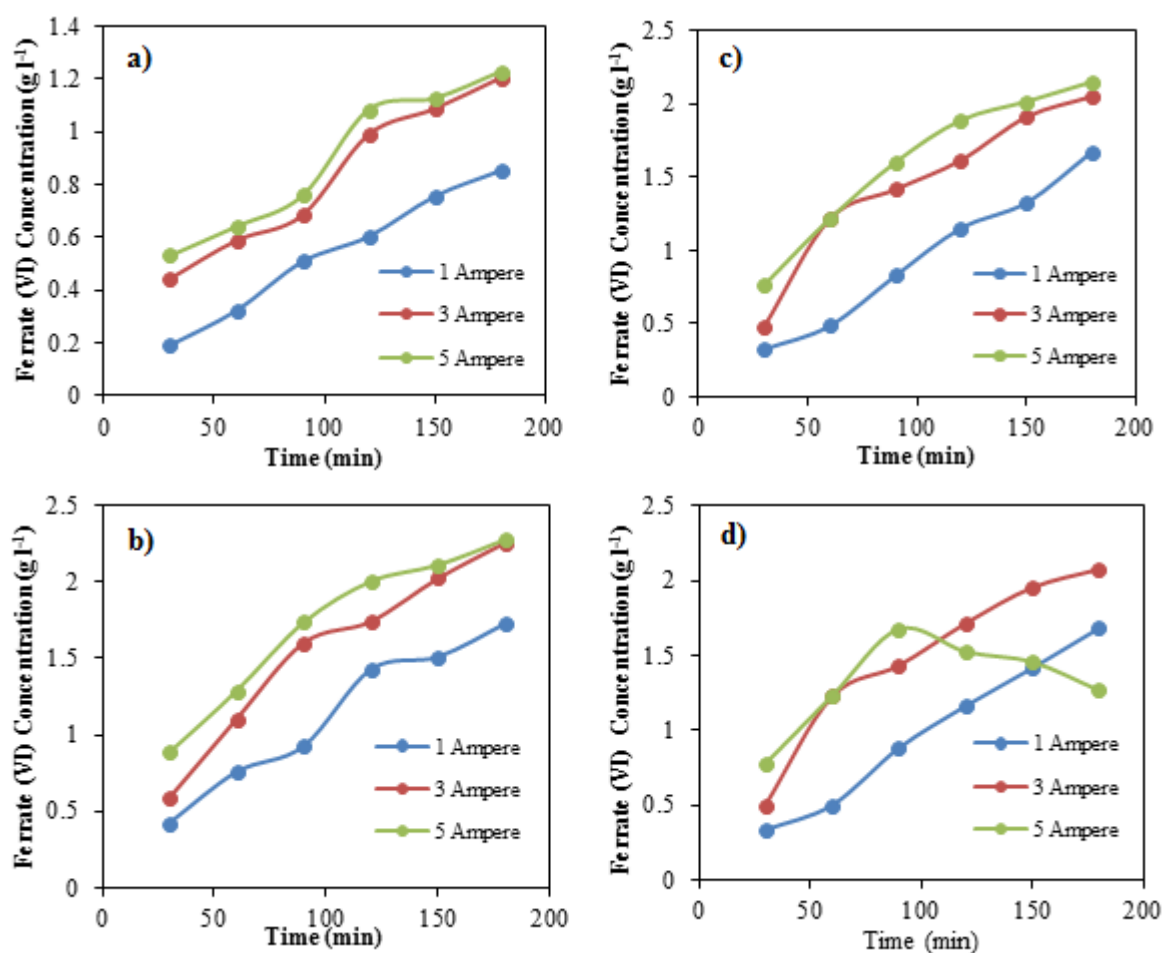 a)
Ferrate (VI) Concentration (g l-1)
1.4
1.2
1
0.8
0.6
0.4
0.2
0
0 50 100 150 200
Time (min)
1 Ampere
3 Ampere
5 Ampere
c)
Ferrate (VI) Concentration (g l-1)
2.5
2
1.5
1
0.5
0
0 50 100 150 200
Time (min)
1 Ampere
3 Ampere
5 Ampere
b)
Ferrate (VI) Concentration (g l-1)
2.5
2
1.5
1
0.5
0
0 50 100 150 200
Time (min)
1 Ampere
3 Ampere
5 Ampere
d)
Ferrate (VI) Concentration (g l-1)
2.5
2
1.5
1
0.5
0
0 50 100 150 200
Time (min)
1 Ampere
3 Ampere
5 Ampere